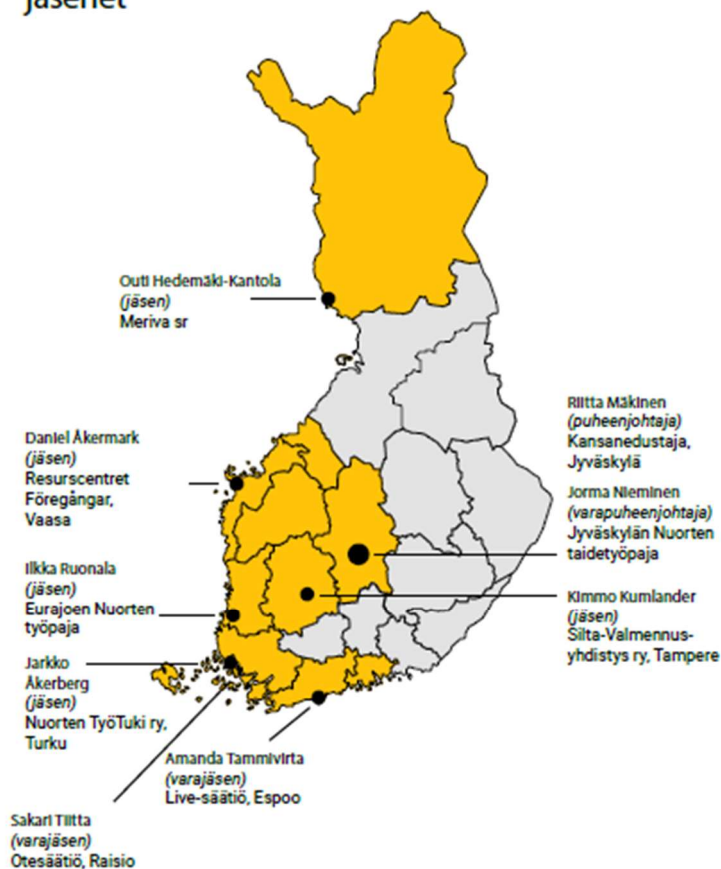 jäsenet
Outi Hedemäki-Kantola
(jäsen)
Meriva sr
Daniel Åkermark
(jäsen)
Resurscentret
Föregångar,
Vaasa
Ilkka Ruonala
(jäsen)
Eurajoen Nuorten
työpaja
Jarkko
Åkerberg
(jäsen)
Nuorten TyöTuki ry,
Turku
Amanda Tammivirta
(varajäsen)
Live-säätiö, Espoo
Sakari Tiitta
(varajäsen)
Otesäätiö, Raisio
Riitta Mäkinen
(puheenjohtaja)
Kansanedustaja,
Jyväskylä
Jorma Nieminen
(varapuheenjohtaja)
Jyväskylän Nuorten
taidetyöpaja
Kimmo Kumlander
(jäsen)
Silta-Valmennus-
yhdistys ry, Tampere